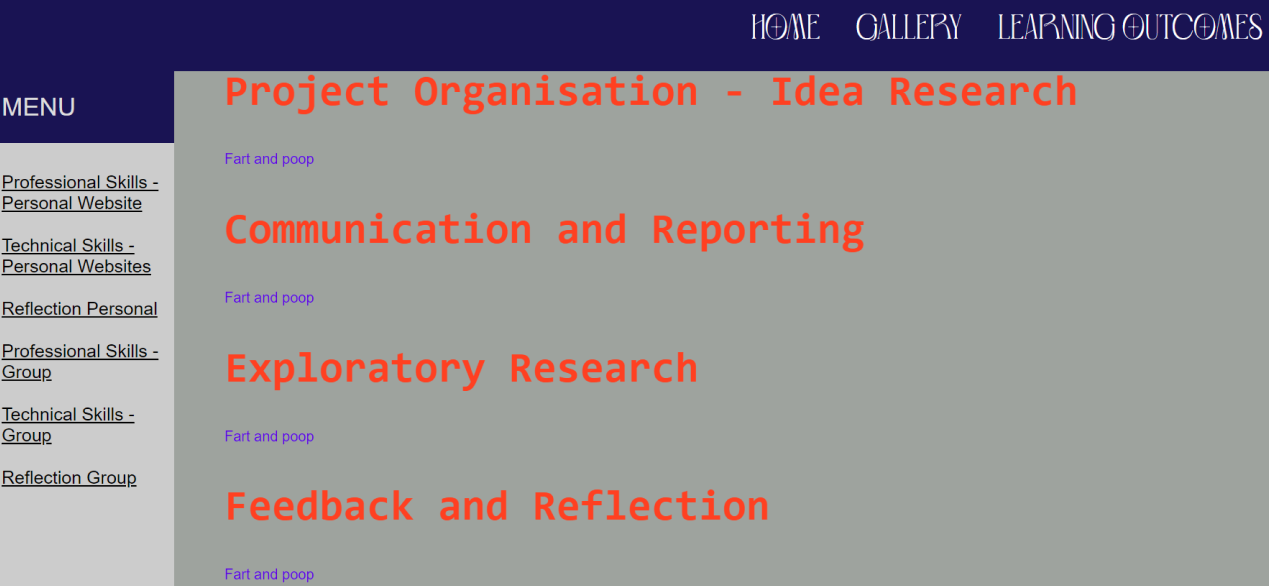 HOME GALLERY LEARNING OUTCOMES
MENU
Professional Skills -
Personal Website
Technical Skills -
Personal Websites
Reflection Personal
Professional Skills -
Group
Technical Skills -
Group
Reflection Group
Project Organisation - Idea Research
Fart and poop
Communication and Reporting
Fart and poop
Exploratory Research
Fart and poop
Feedback and Reflection
Fart and poop